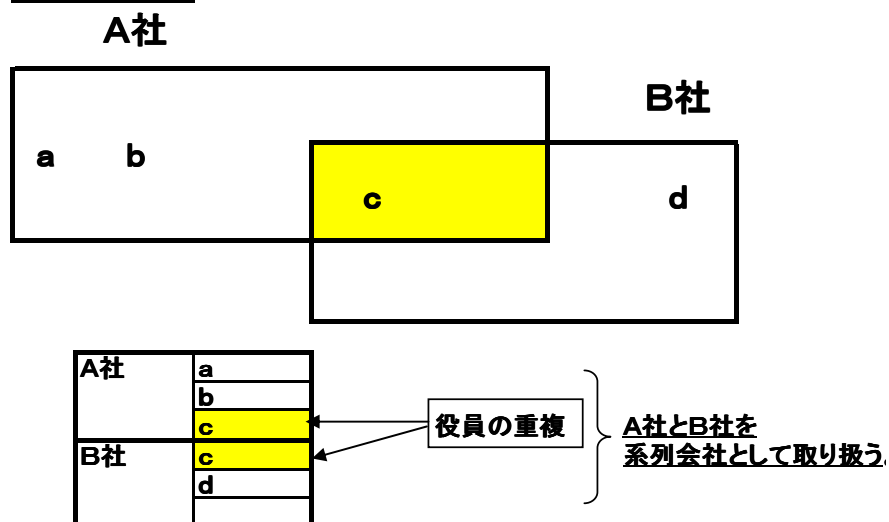 A社
B社
a b
c d
A社 a
b
c
B社 c
d
役員の重複
A社とB社を
系列会社として取り扱う。